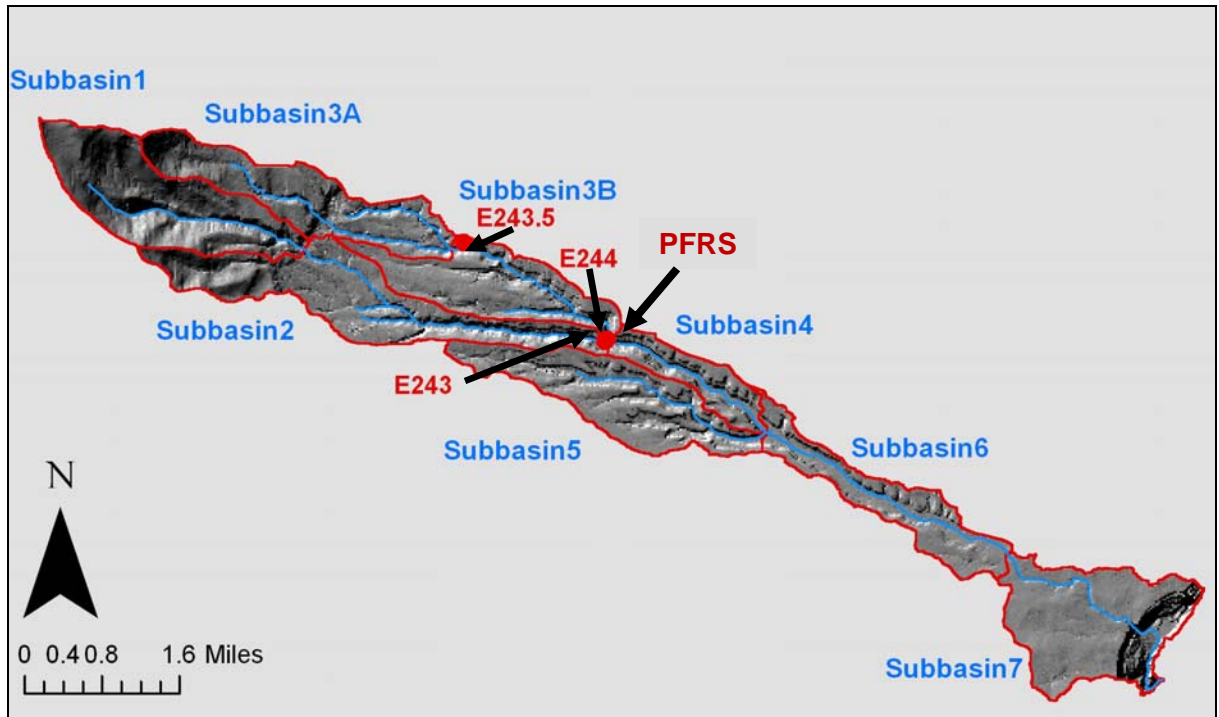 Subbasin1
Subbasin3A
Subbasin3B
E243.5
PFRS
E244
Subbasin2
Subbasin4
E243
Subbasin5
Subbasin6
N
0 0.4 0.8 1.6 Miles
Subbasin7